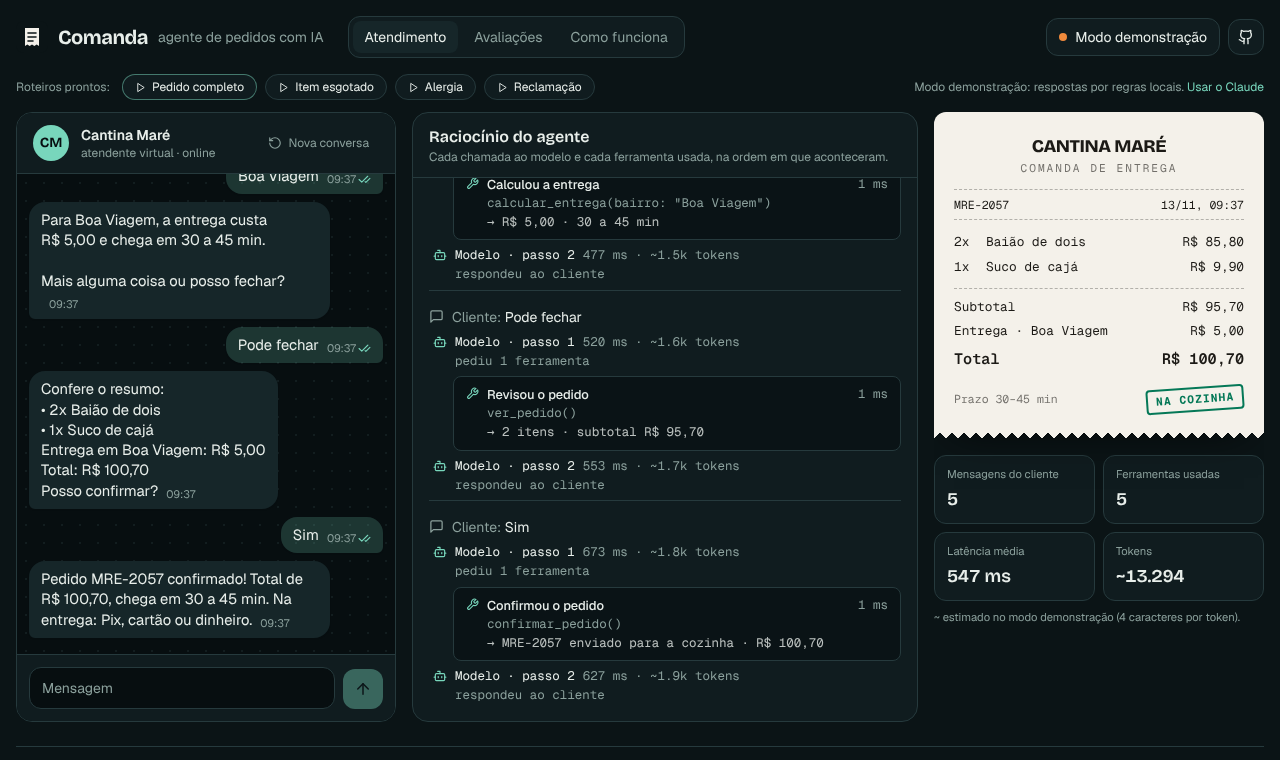 Comanda agente de pedidos com IA
Atendimento Avaliações Como funciona
Modo demonstração
Roteiros prontos: Pedido completo Item esgotado Alergia Reclamação
Modo demonstração: respostas por regras locais. Usar o Claude
CM
Cantina Maré
atendente virtual · online
Nova conversa
Boa Viagem 09:37
Para Boa Viagem, a entrega custa
R$ 5,00 e chega em 30 a 45 min.
Mais alguma coisa ou posso fechar?
09:37
Pode fechar 09:37
Confere o resumo:
• 2x Baião de dois
• 1x Suco de cajá
Entrega em Boa Viagem: R$ 5,00
Total: R$ 100,70
Posso confirmar? 09:37
Sim 09:37
Pedido MRE-2057 confirmado! Total de
R$ 100,70, chega em 30 a 45 min. Na
entrega: Pix, cartão ou dinheiro. 09:37
Mensagem
Raciocínio do agente
Cada chamada ao modelo e cada ferramenta usada, na ordem em que aconteceram.
Calculou a entrega 1 ms
calcular_entrega(bairro: "Boa Viagem")
→ R$ 5,00 · 30 a 45 min
Modelo · passo 2 477 ms · ~1.5k tokens
respondeu ao cliente
Cliente: Pode fechar
Modelo · passo 1 520 ms · ~1.6k tokens
pediu 1 ferramenta
Revisou o pedido 1 ms
ver_pedido()
→ 2 itens · subtotal R$ 95,70
Modelo · passo 2 553 ms · ~1.7k tokens
respondeu ao cliente
Cliente: Sim
Modelo · passo 1 673 ms · ~1.8k tokens
pediu 1 ferramenta
Confirmou o pedido 1 ms
confirmar_pedido()
→ MRE-2057 enviado para a cozinha · R$ 100,70
Modelo · passo 2 627 ms · ~1.9k tokens
respondeu ao cliente
CANTINA MARÉ
COMANDA DE ENTREGA
MRE-2057 13/11, 09:37
2x Baião de dois R$ 85,80
1x Suco de cajá R$ 9,90
Subtotal R$ 95,70
Entrega · Boa Viagem R$ 5,00
Total R$ 100,70
Prazo 30–45 min NA COZINHA
Mensagens do cliente
5
Ferramentas usadas
5
Latência média
547 ms
Tokens
~13.294
~ estimado no modo demonstração (4 caracteres por token).